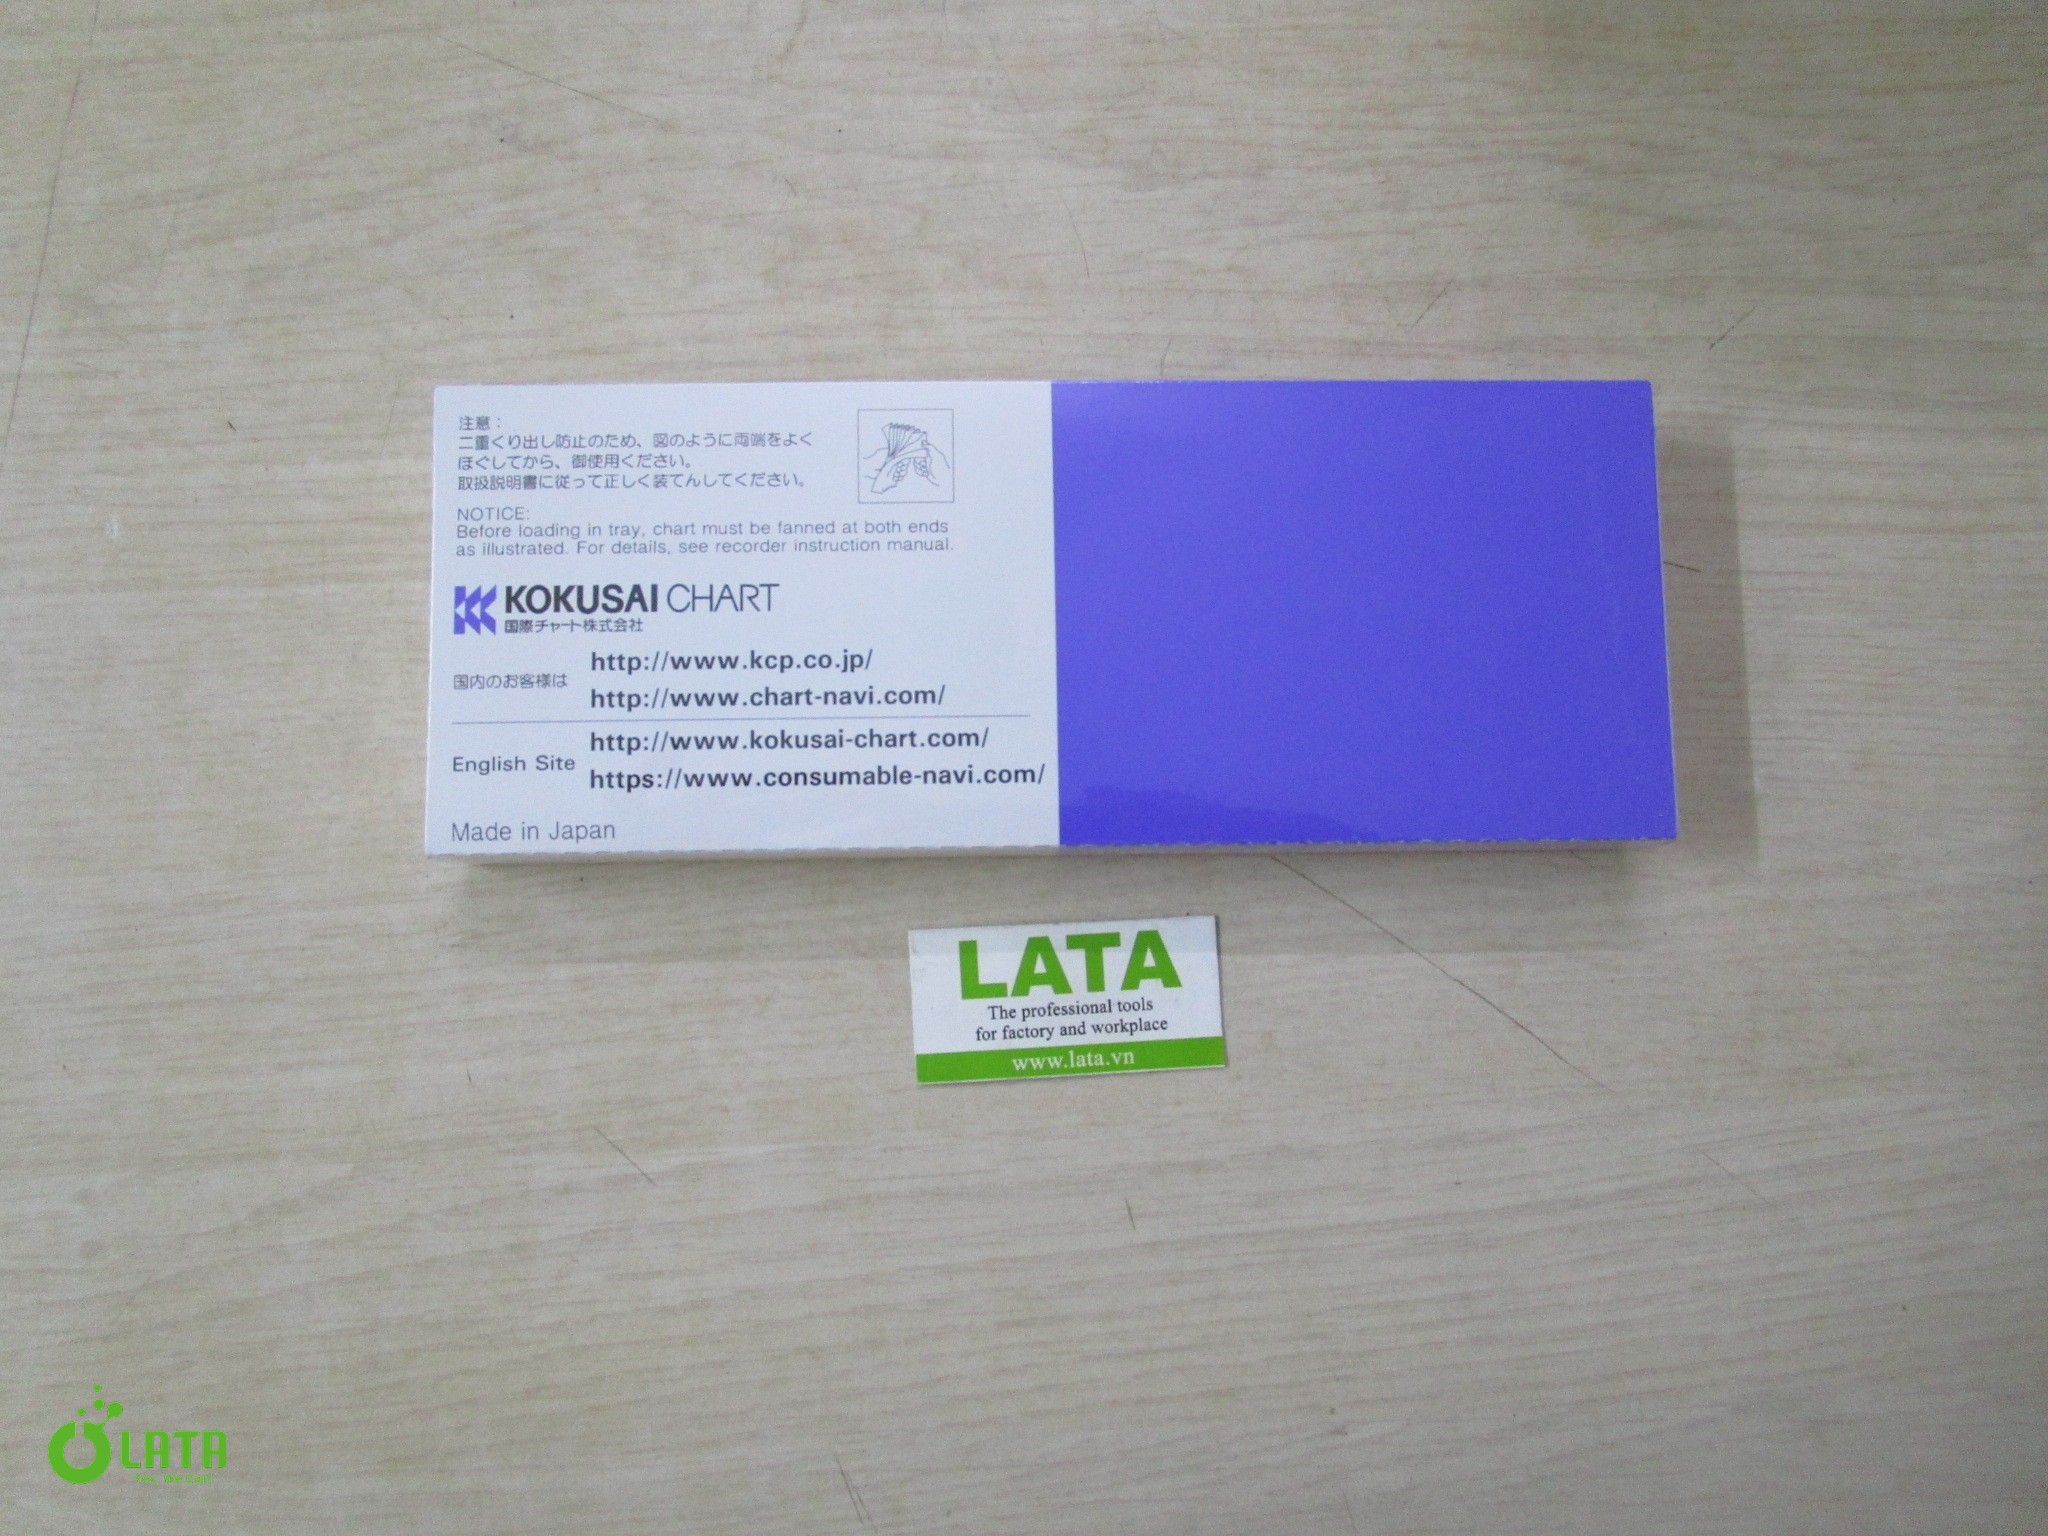 注意：
二重くり出し防止のため、図のように両端をよく
ほぐしてから、御使用ください。
取扱説明書に従って正しく装てんしてください。
NOTICE:
Before loading in tray, chart must be fanned at both ends
as illustrated. For details, see recorder instruction manual.
KOKUSAI CHART
国際チャート株式会社
国内のお客様は
http://www.kcp.co.jp/
http://www.chart-navi.com/
English Site
http://www.kokusai-chart.com/
https://www.consumable-navi.com/
Made in Japan
LATA
The professional tools
for factory and workplace
www.lata.vn
LATA